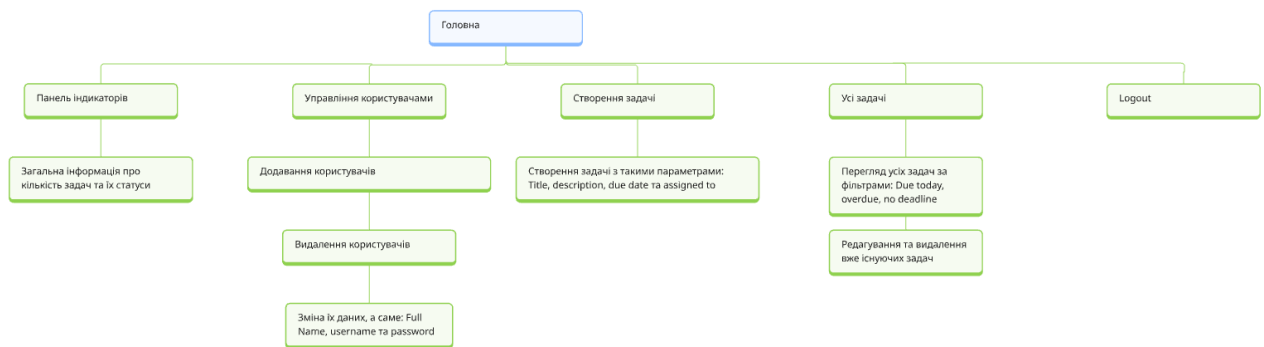 Головна
Панель індикаторів
Управління користувачами
Створення задачі
Усі задачі
Logout
Загальна інформація про
кількість задач та їх статуси
Додавання користувачів
Створення задачі з такими параметрами:
Title, description, due date та assigned to
Перегляд усіх задач за
фільтрами: Due today,
overdue, no deadline
Видалення користувачів
Редагування та видалення
вже існуючих задач
Зміна їх даних, а саме: Full
Name, username та password